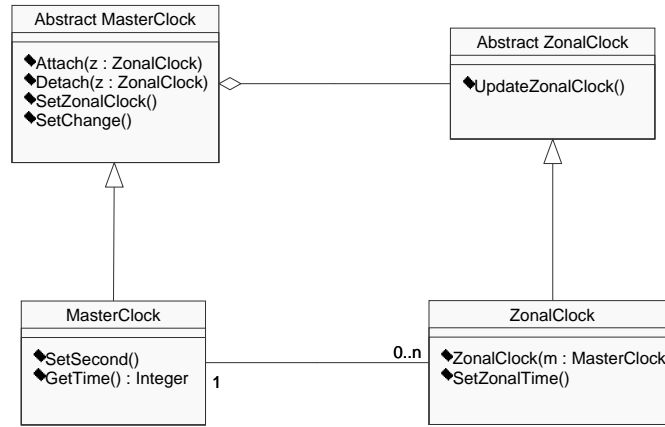 Abstract MasterClock
Attach(z : ZonalClock)
Detach(z : ZonalClock)
SetZonalClock()
SetChange()
Abstract ZonalClock
UpdateZonalClock()
MasterClock
SetSecond()
GetTime() : Integer
1
0..n
ZonalClock
ZonalClock(m : MasterClock
SetZonalTime()